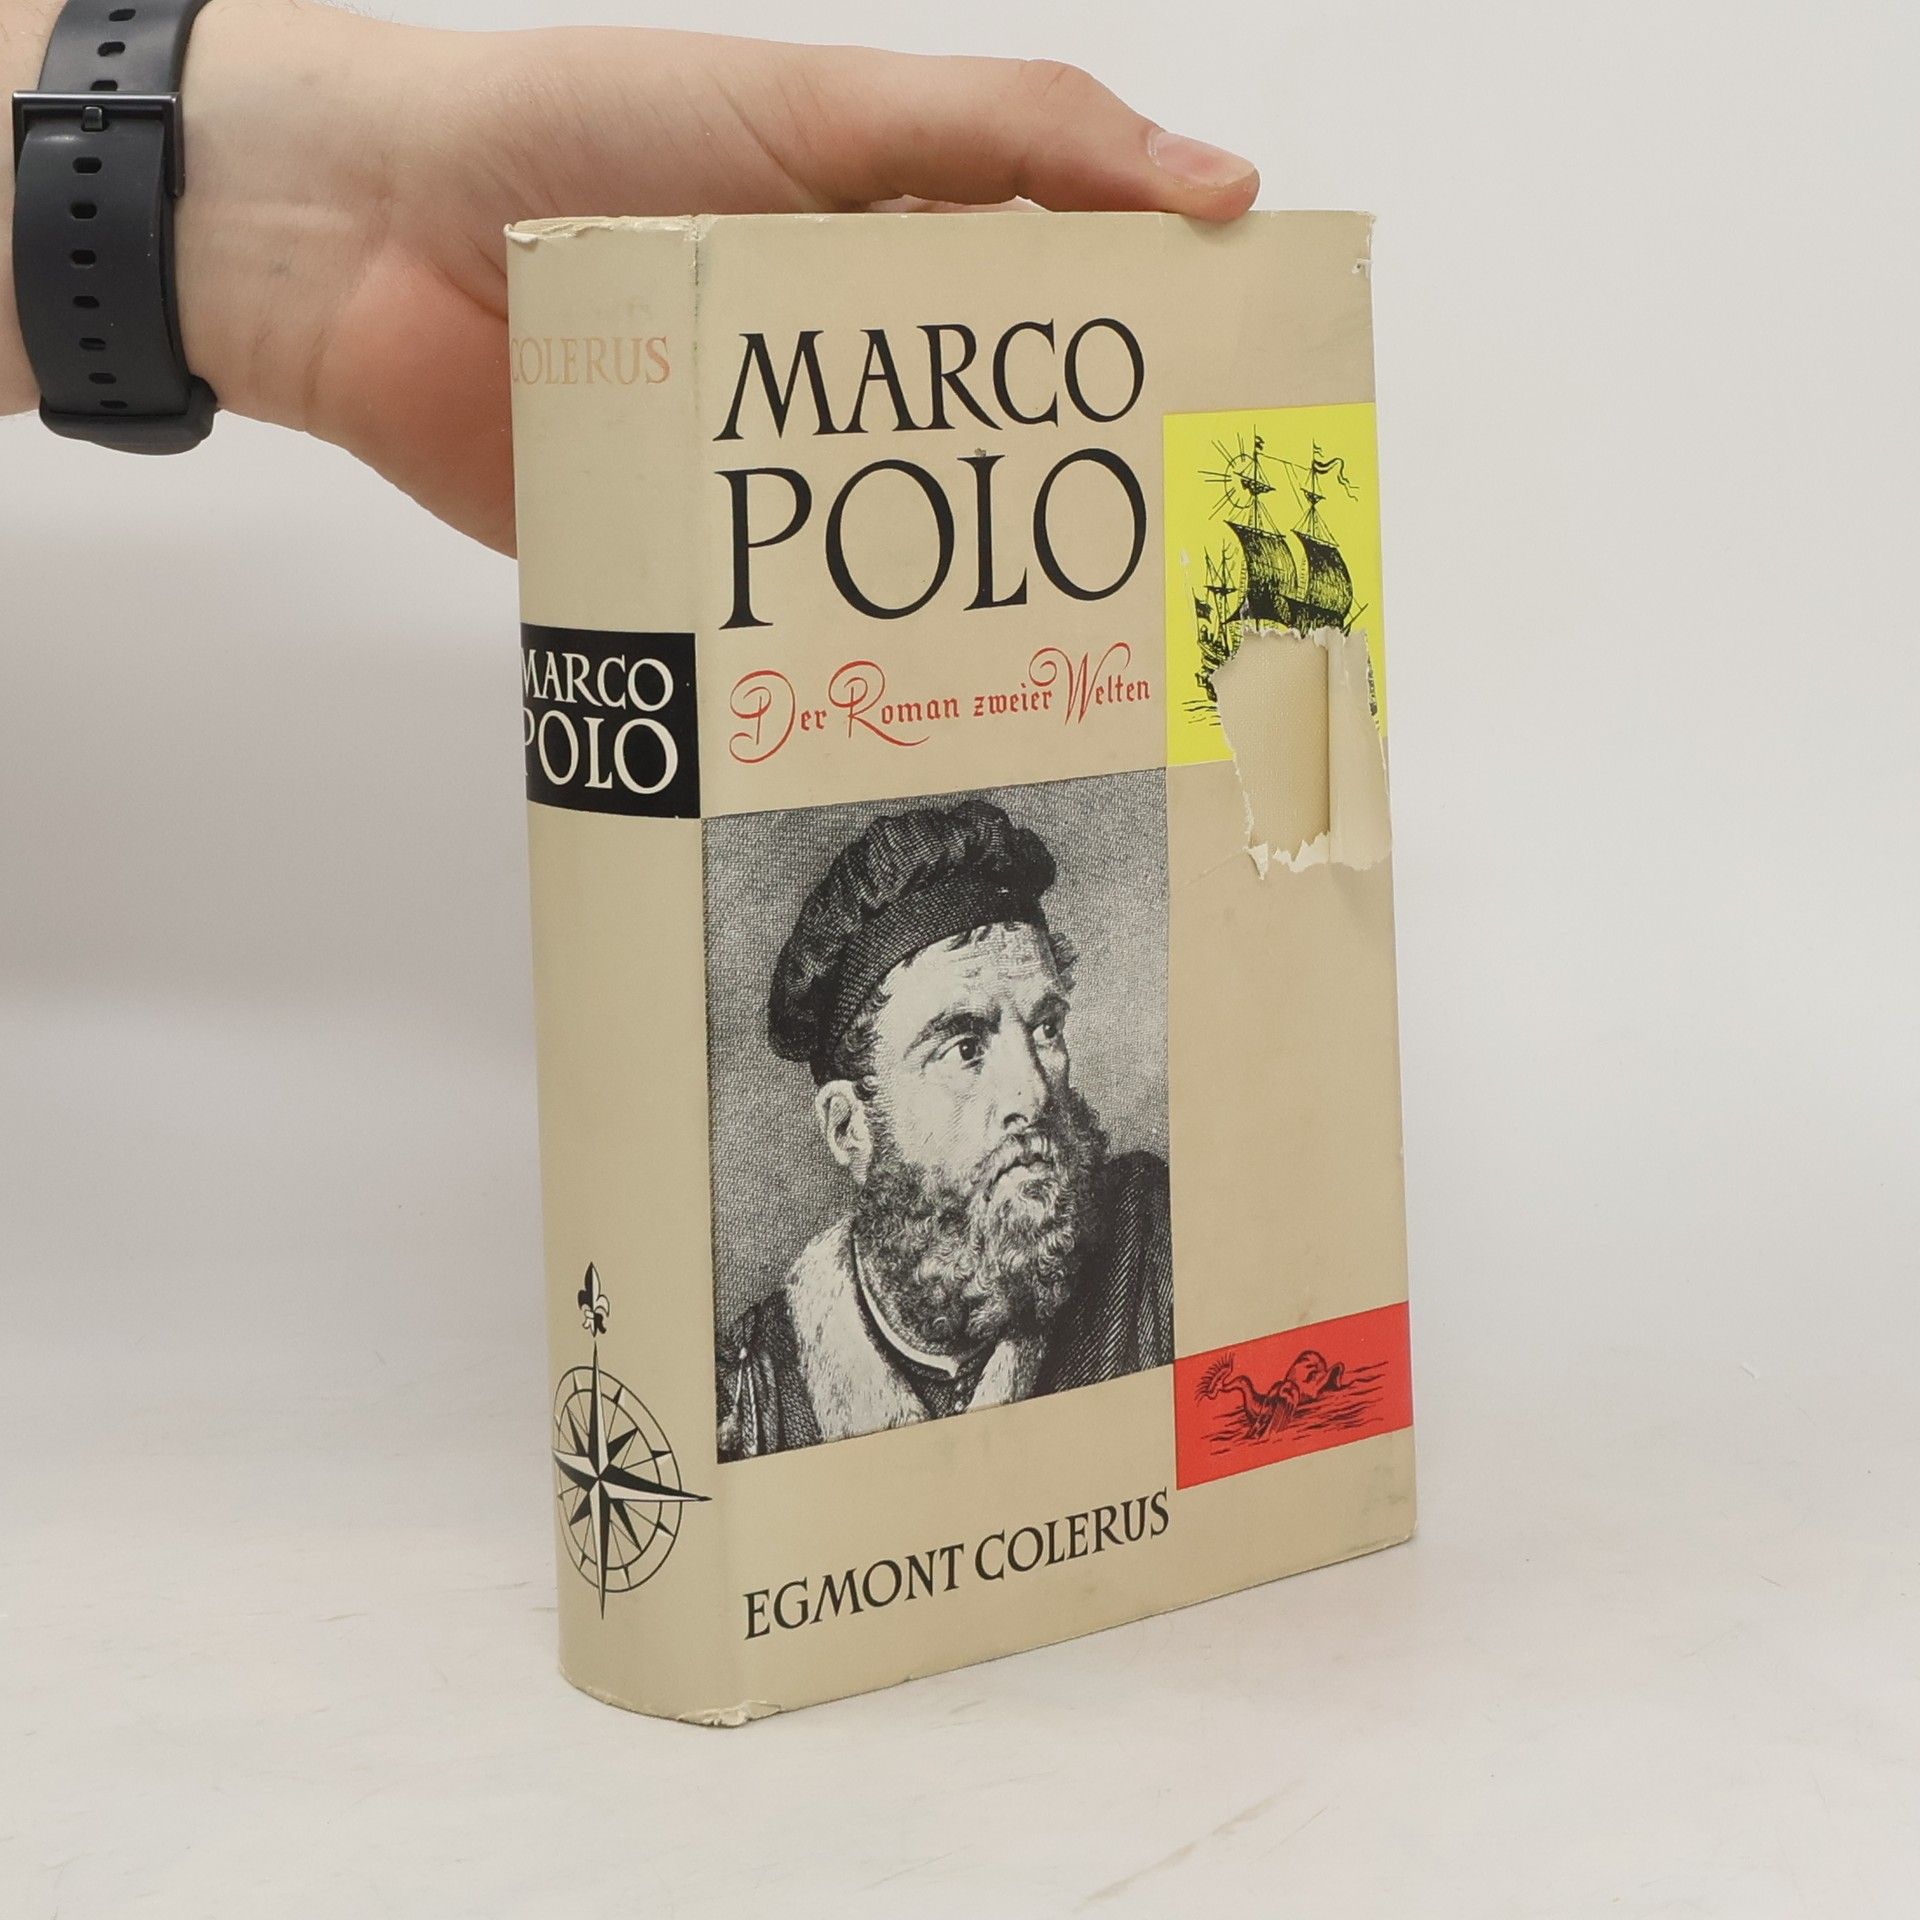 COLERUS
MARCO
POLO
MARCO
POLO
Der Roman zweier Welten
EGMONT COLERUS